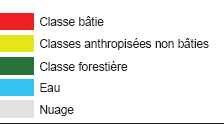 Classe bâtie
Classes anthropisées non bâties
Classe forestière
Eau
Nuage